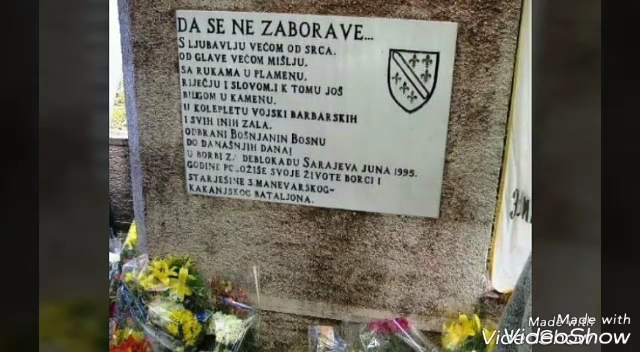 DA SE NE ZABORAVE...
S LJUBAVLJU VEĆOM OD SRCA.
OD GLAVE VEĆOM MIŠLJU.
SA RUKAMA U PLAMENU.
RIJEČJU I SLOVOM.I K TOMU JOŠ
U KAMENU.
U KOLEPLETU VOJSKI BARBARSKIH
I SVIH INIH ZALA.
ODBRANI BOŠNJANIN BOSNU
DO DANAŠNJIH DANA
U BORBI ZA DEBLOKADU SARAJEVA JUNA 1995.
GODINE POLOŽIŠE SVOJE ŽIVOTE BORCI I
STARJEŠINE 3.MANEVARSKOG-
KAKANJSKOG BATALJONA.
Made with
Made with
VideoShow